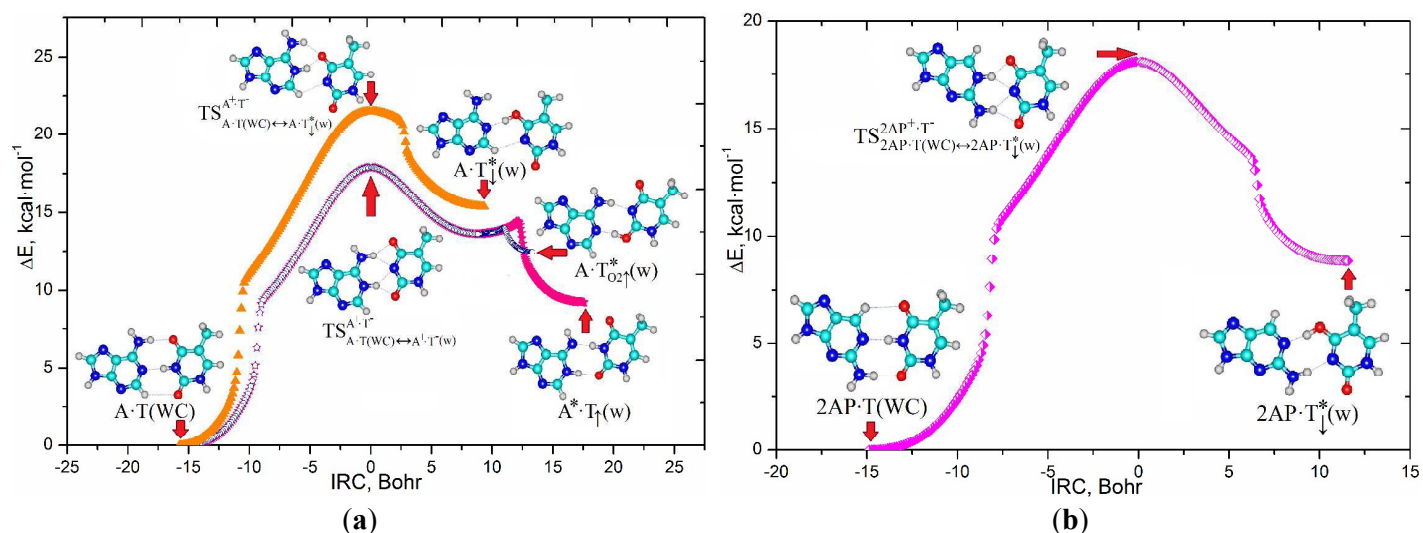 25
20
15
10
5
0
ΔE, kcal·mol⁻¹
-25 -20 -15 -10 -5 0 5 10 15 20 25
IRC, Bohr
TS A⁺·T⁻ A·T(WC)↔A·T*↓(w)
A·T*↓(w)
A·T*O2↑(w)
A*·T↑(w)
A·T(WC)
(a)
20
15
10
5
0
ΔE, kcal·mol⁻¹
-20 -15 -10 -5 0 5 10 15
IRC, Bohr
TS 2AP⁺·T⁻ 2AP·T(WC)↔2AP·T*↓(w)
2AP·T(WC)
2AP·T*↓(w)
(b)